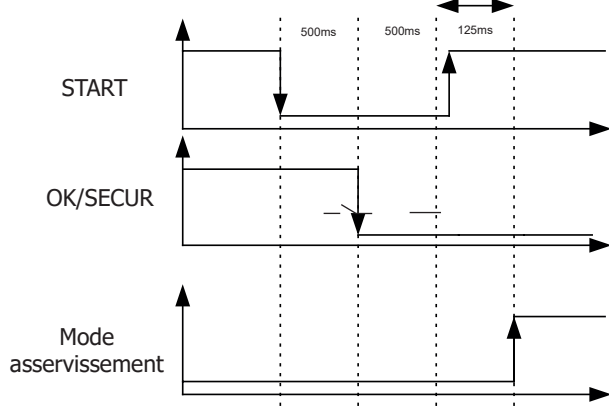 500ms
500ms
125ms
START
OK/SECUR
Mode
asservissement